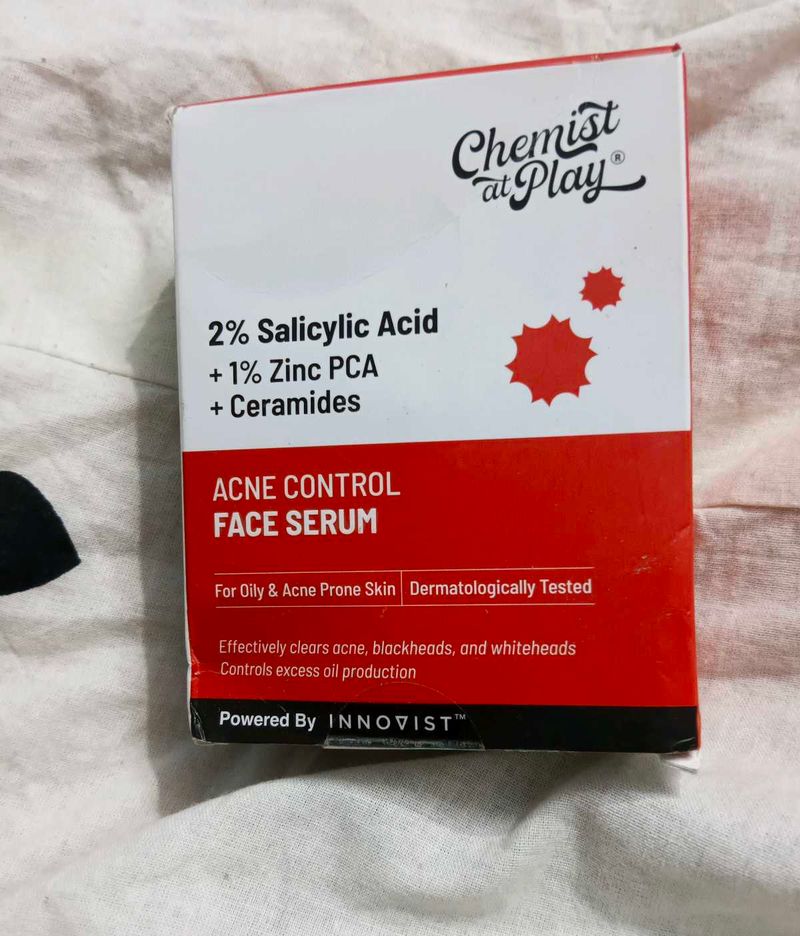 Chemist
at Play®
2% Salicylic Acid
+ 1% Zinc PCA
+ Ceramides
ACNE CONTROL
FACE SERUM
For Oily & Acne Prone Skin | Dermatologically Tested
Effectively clears acne, blackheads, and whiteheads
Controls excess oil production
Powered By INNOVIST™